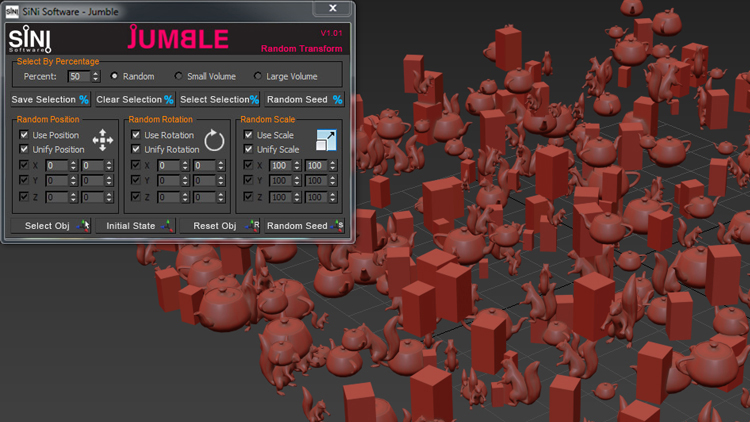 SiNi Software - Jumble
SiNi
Software
JUMBLE
V1.01
Random Transform
Select By Percentage
Percent: 50 Random Small Volume Large Volume
Save Selection % Clear Selection % Select Selection % Random Seed %
Random Position Random Rotation Random Scale
Use Position Use Rotation Use Scale
Unify Position Unify Rotation Unify Scale
X 0 0 X 0 0 X 100 100
Y 0 0 Y 0 0 Y 100 100
Z 0 0 Z 0 0 Z 100 100
Select Obj Initial State Reset Obj R Random Seed S